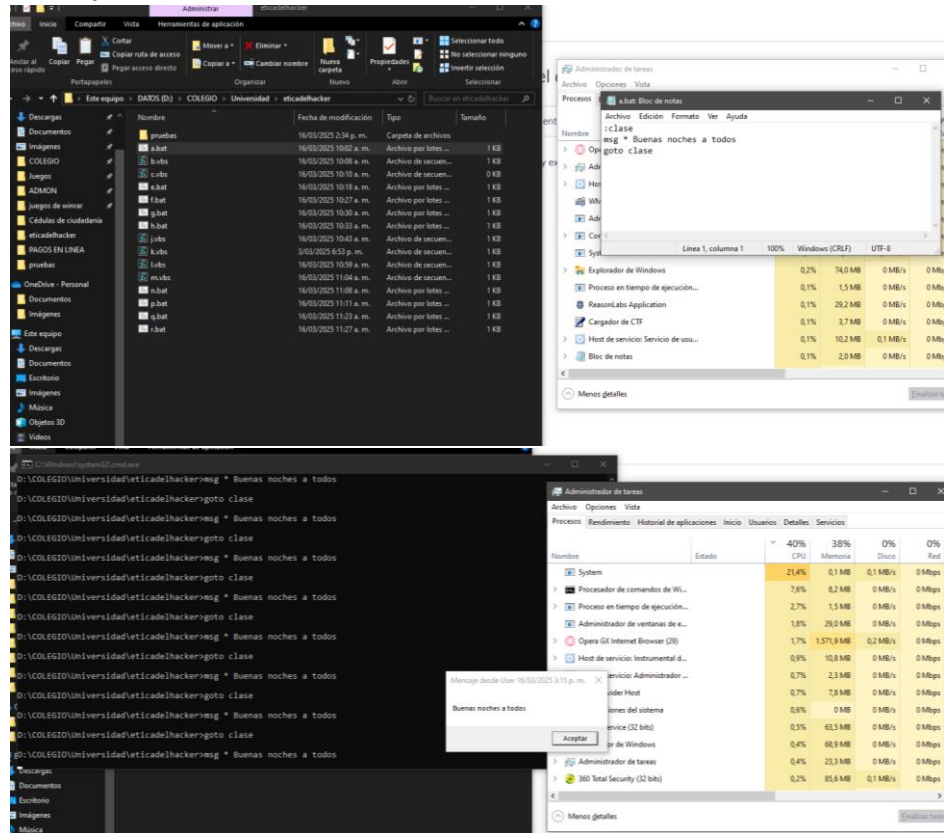 Administrar
eticadelhacker
Inicio Compartir Vista Herramientas de aplicación
Copiar
Pegar
Cortar
Copiar ruta de acceso
Pegar acceso directo
Mover a
Copiar a
Eliminar
Cambiar nombre
Nueva carpeta
Propiedades
Seleccionar todo
No seleccionar ninguno
Invertir selección
Portapapeles Organizar Nuevo Abrir Seleccionar
Este equipo > DATOS (D:) > COLEGIO > Universidad > eticadelhacker
Buscar en eticadelhacker
Descargas
Documentos
Imágenes
COLEGIO
Juegos
ADMON
juegos de winrar
Cédulas de ciudadanía
eticadelhacker
PAGOS EN LINEA
pruebas
OneDrive - Personal
Documentos
Imágenes
Este equipo
Descargas
Documentos
Escritorio
Imágenes
Música
Objetos 3D
Videos
Nombre Fecha de modificación Tipo Tamaño
pruebas 16/03/2025 2:34 p. m. Carpeta de archivos
a.bat 16/03/2025 10:02 a. m. Archivo por lotes ... 1 KB
b.vbs 16/03/2025 10:08 a. m. Archivo de secuen... 1 KB
c.vbs 16/03/2025 10:10 a. m. Archivo de secuen... 0 KB
e.bat 16/03/2025 10:18 a. m. Archivo por lotes ... 1 KB
f.bat 16/03/2025 10:27 a. m. Archivo por lotes ... 1 KB
g.bat 16/03/2025 10:30 a. m. Archivo por lotes ... 1 KB
h.bat 16/03/2025 10:33 a. m. Archivo por lotes ... 1 KB
j.vbs 16/03/2025 10:43 a. m. Archivo de secuen... 1 KB
k.vbs 3/03/2025 6:53 p. m. Archivo de secuen... 1 KB
l.vbs 16/03/2025 10:59 a. m. Archivo de secuen... 1 KB
m.vbs 16/03/2025 11:04 a. m. Archivo de secuen... 1 KB
n.bat 16/03/2025 11:08 a. m. Archivo por lotes ... 1 KB
p.bat 16/03/2025 11:11 a. m. Archivo por lotes ... 1 KB
q.bat 16/03/2025 11:23 a. m. Archivo por lotes ... 1 KB
r.bat 16/03/2025 11:27 a. m. Archivo por lotes ... 1 KB
Administrador de tareas
Archivo Opciones Vista
Procesos
Nombre
a.bat: Bloc de notas
Archivo Edición Formato Ver Ayuda
:clase
msg * Buenas noches a todos
goto clase
Línea 1, columna 1 100% Windows (CRLF) UTF-8
Explorador de Windows 0,2% 74,0 MB 0 MB/s
Proceso en tiempo de ejecución... 0,1% 1,5 MB 0 MB/s
ReasonLabs Application 0,1% 29,2 MB 0 MB/s
Cargador de CTF 0,1% 3,7 MB 0 MB/s
Host de servicio: Servicio de usu... 0,1% 10,2 MB 0,1 MB/s
Bloc de notas 0,1% 2,0 MB 0 MB/s
Menos detalles
C:\Windows\system32\cmd.exe
D:\COLEGIO\Universidad\eticadelhacker>msg * Buenas noches a todos
D:\COLEGIO\Universidad\eticadelhacker>goto clase
D:\COLEGIO\Universidad\eticadelhacker>msg * Buenas noches a todos
D:\COLEGIO\Universidad\eticadelhacker>goto clase
D:\COLEGIO\Universidad\eticadelhacker>msg * Buenas noches a todos
D:\COLEGIO\Universidad\eticadelhacker>goto clase
D:\COLEGIO\Universidad\eticadelhacker>msg * Buenas noches a todos
D:\COLEGIO\Universidad\eticadelhacker>goto clase
D:\COLEGIO\Universidad\eticadelhacker>msg * Buenas noches a todos
D:\COLEGIO\Universidad\eticadelhacker>goto clase
D:\COLEGIO\Universidad\eticadelhacker>msg * Buenas noches a todos
D:\COLEGIO\Universidad\eticadelhacker>goto clase
D:\COLEGIO\Universidad\eticadelhacker>msg * Buenas noches a todos
D:\COLEGIO\Universidad\eticadelhacker>goto clase
D:\COLEGIO\Universidad\eticadelhacker>msg * Buenas noches a todos
Descargas
Documentos
Escritorio
Imágenes
Música
Mensaje desde User 16/03/2025 3:15 p. m.
Buenas noches a todos
Aceptar
Administrador de tareas
Archivo Opciones Vista
Procesos Rendimiento Historial de aplicaciones Inicio Usuarios Detalles Servicios
40% 38% 0% 0%
Nombre Estado CPU Memoria Disco Red
System 21,4% 0,1 MB 0,1 MB/s 0 Mbps
Procesador de comandos de Wi... 7,6% 8,2 MB 0 MB/s 0 Mbps
Proceso en tiempo de ejecución... 2,7% 1,5 MB 0 MB/s 0 Mbps
Administrador de ventanas de e... 1,8% 29,0 MB 0 MB/s 0 Mbps
Opera GX Internet Browser (29) 1,7% 1.571,9 MB 0,2 MB/s 0 Mbps
Host de servicio: Instrumental d... 0,9% 10,8 MB 0 MB/s 0 Mbps
servicio: Administrador ... 0,7% 2,3 MB 0 MB/s 0 Mbps
ider Host 0,7% 7,8 MB 0 MB/s 0 Mbps
iones del sistema 0,6% 0 MB 0 MB/s 0 Mbps
ervice (32 bits) 0,5% 63,5 MB 0 MB/s 0 Mbps
or de Windows 0,4% 68,9 MB 0 MB/s 0 Mbps
Administrador de tareas 0,4% 23,3 MB 0 MB/s 0 Mbps
360 Total Security (32 bits) 0,2% 85,6 MB 0,1 MB/s 0 Mbps
Menos detalles
Finalizar tarea